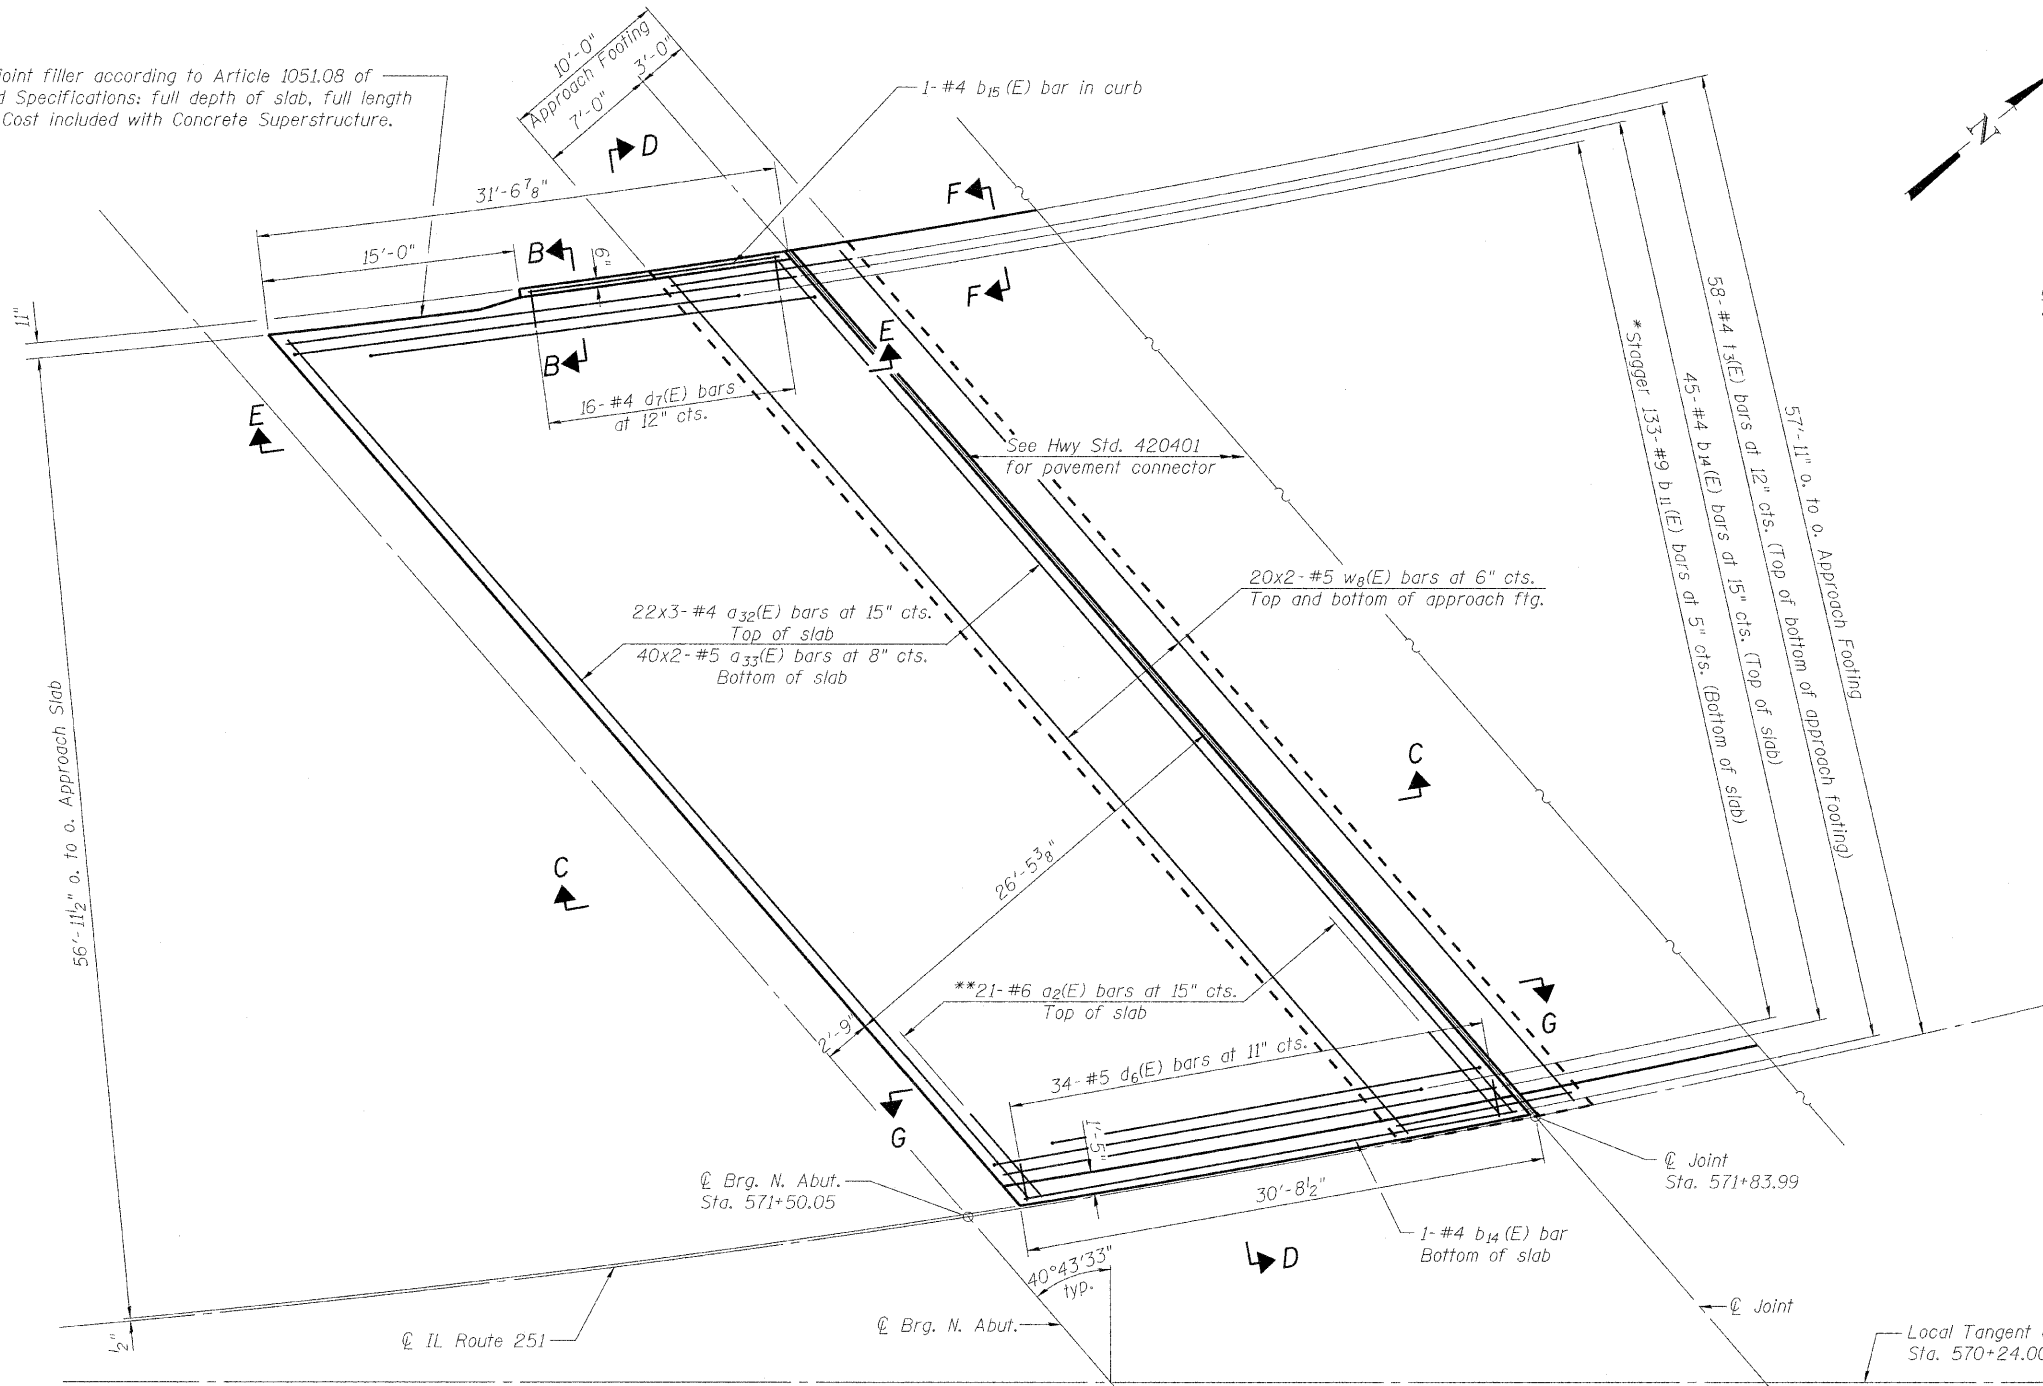 joint filler according to Article 1051.08 of
Specifications: full depth of slab, full length
Cost included with Concrete Superstructure.
10'-0"
Approach Footing
3'-0"
7'-0"
D
1- #4 b15 (E) bar in curb
31'-6 7/8"
15'-0"
B
6"
F
F
N
11"
B
E
16- #4 d7(E) bars
at 12" cts.
E
See Hwy Std. 420401
for pavement connector
57'-11" o. to o. Approach Footing
58-#4 t3(E) bars at 12" cts. (Top of bottom of approach footing)
45-#4 b14(E) bars at 15" cts. (Top of slab)
*Stagger 133-#9 b11(E) bars at 5" cts. (Bottom of slab)
20x2-#5 w8(E) bars at 6" cts.
Top and bottom of approach ftg.
22x3-#4 a32(E) bars at 15" cts.
Top of slab
40x2-#5 a33(E) bars at 8" cts.
Bottom of slab
56'-11 1/2" o. to o. Approach Slab
C
C
26'-5 3/8"
**21-#6 a2(E) bars at 15" cts.
Top of slab
2'-9"
G
34-#5 d6(E) bars at 11" cts.
G
1'-5"
℄ Brg. N. Abut.
Sta. 571+50.05
30'-8 1/2"
℄ Joint
Sta. 571+83.99
1-#4 b14 (E) bar
Bottom of slab
D
40°43'33"
typ.
1/2"
℄ IL Route 251
℄ Brg. N. Abut.
℄ Joint
Local Tangent
Sta. 570+24.00